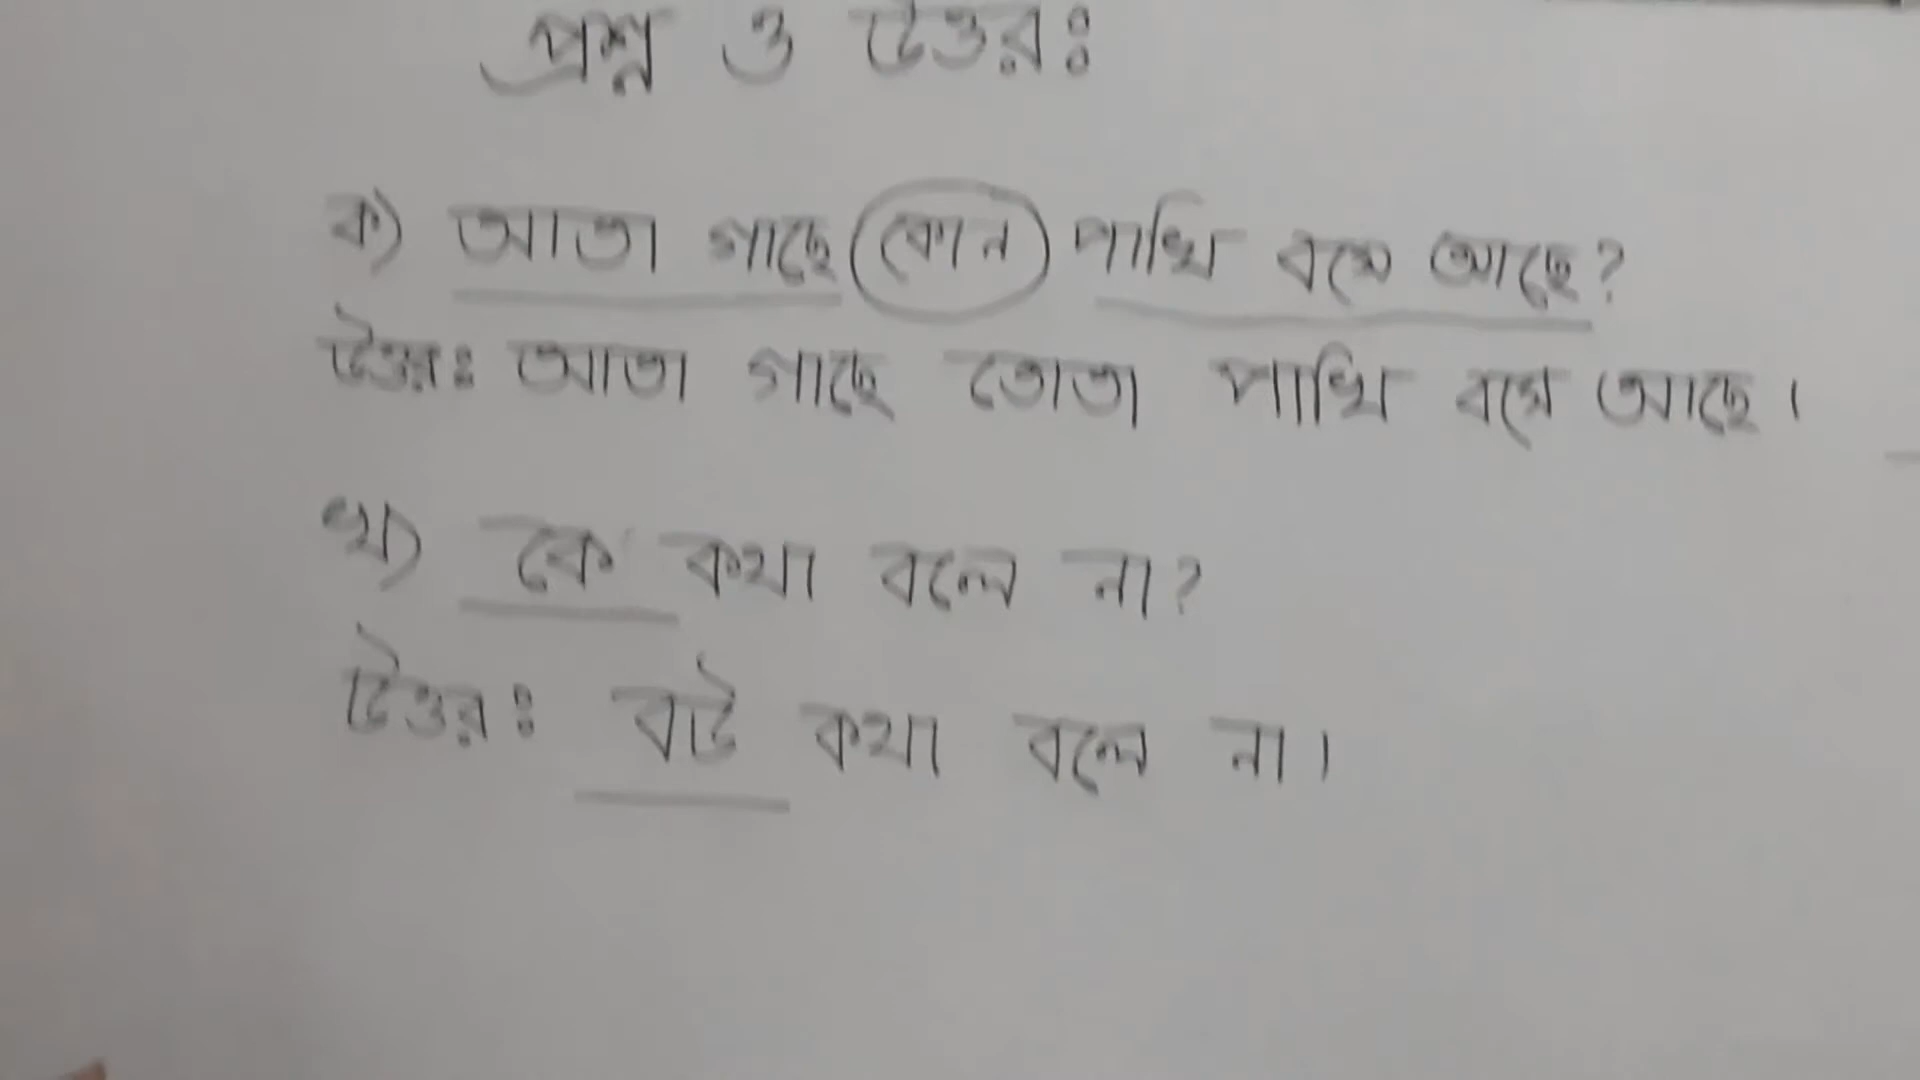 প্রশ্ন ও উত্তরঃ
ক) আতা গাছে কোন পাখি বসে আছে?
উত্তরঃ আতা গাছে তোতা পাখি বসে আছে।
খ) কে কথা বলে না?
উত্তরঃ বউ কথা বলে না।